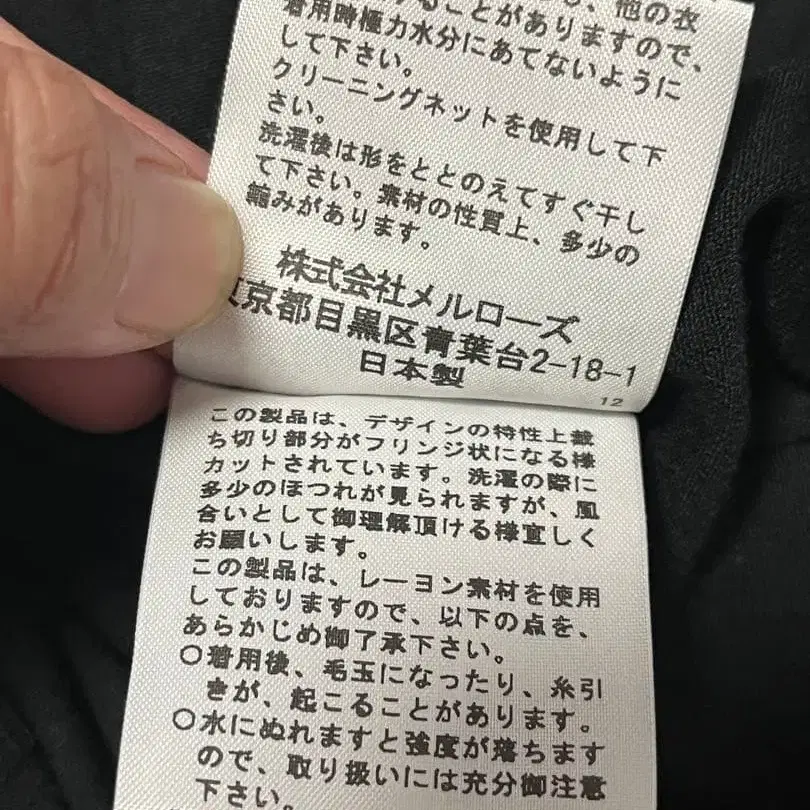 、他の衣
ることがありますので、
着用時極力水分にあてないように
して下さい。
クリーニングネットを使用して下
さい。
洗濯後は形をととのえてすぐ干し
て下さい。素材の性質上、多少の
縮みがあります。
株式会社メルローズ
京都目黒区青葉台2-18-1
日本製
12
この製品は、デザインの特性上裁
ち切り部分がフリンジ状になる様
カットされています。洗濯の際に
多少のほつれが見られますが、風
合いとして御理解頂ける様宜しく
お願いします。
この製品は、レーヨン素材を使用
しておりますので、以下の点を、
あらかじめ御了承下さい。
○着用後、毛玉になったり、糸引
きが、起こることがあります。
○水にぬれますと強度が落ちます
ので、取り扱いには充分御注意
下さい。